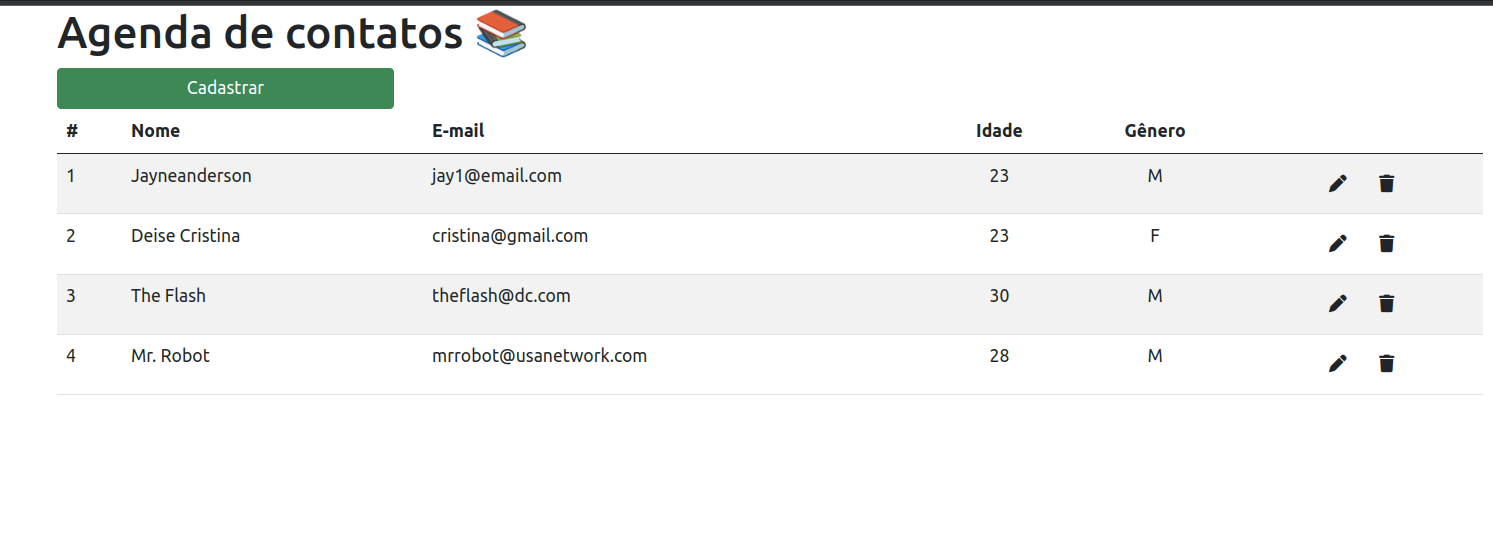 Agenda de contatos
Cadastrar
# Nome E-mail Idade Gênero
1 Jayneanderson jay1@email.com 23 M
2 Deise Cristina cristina@gmail.com 23 F
3 The Flash theflash@dc.com 30 M
4 Mr. Robot mrrobot@usanetwork.com 28 M